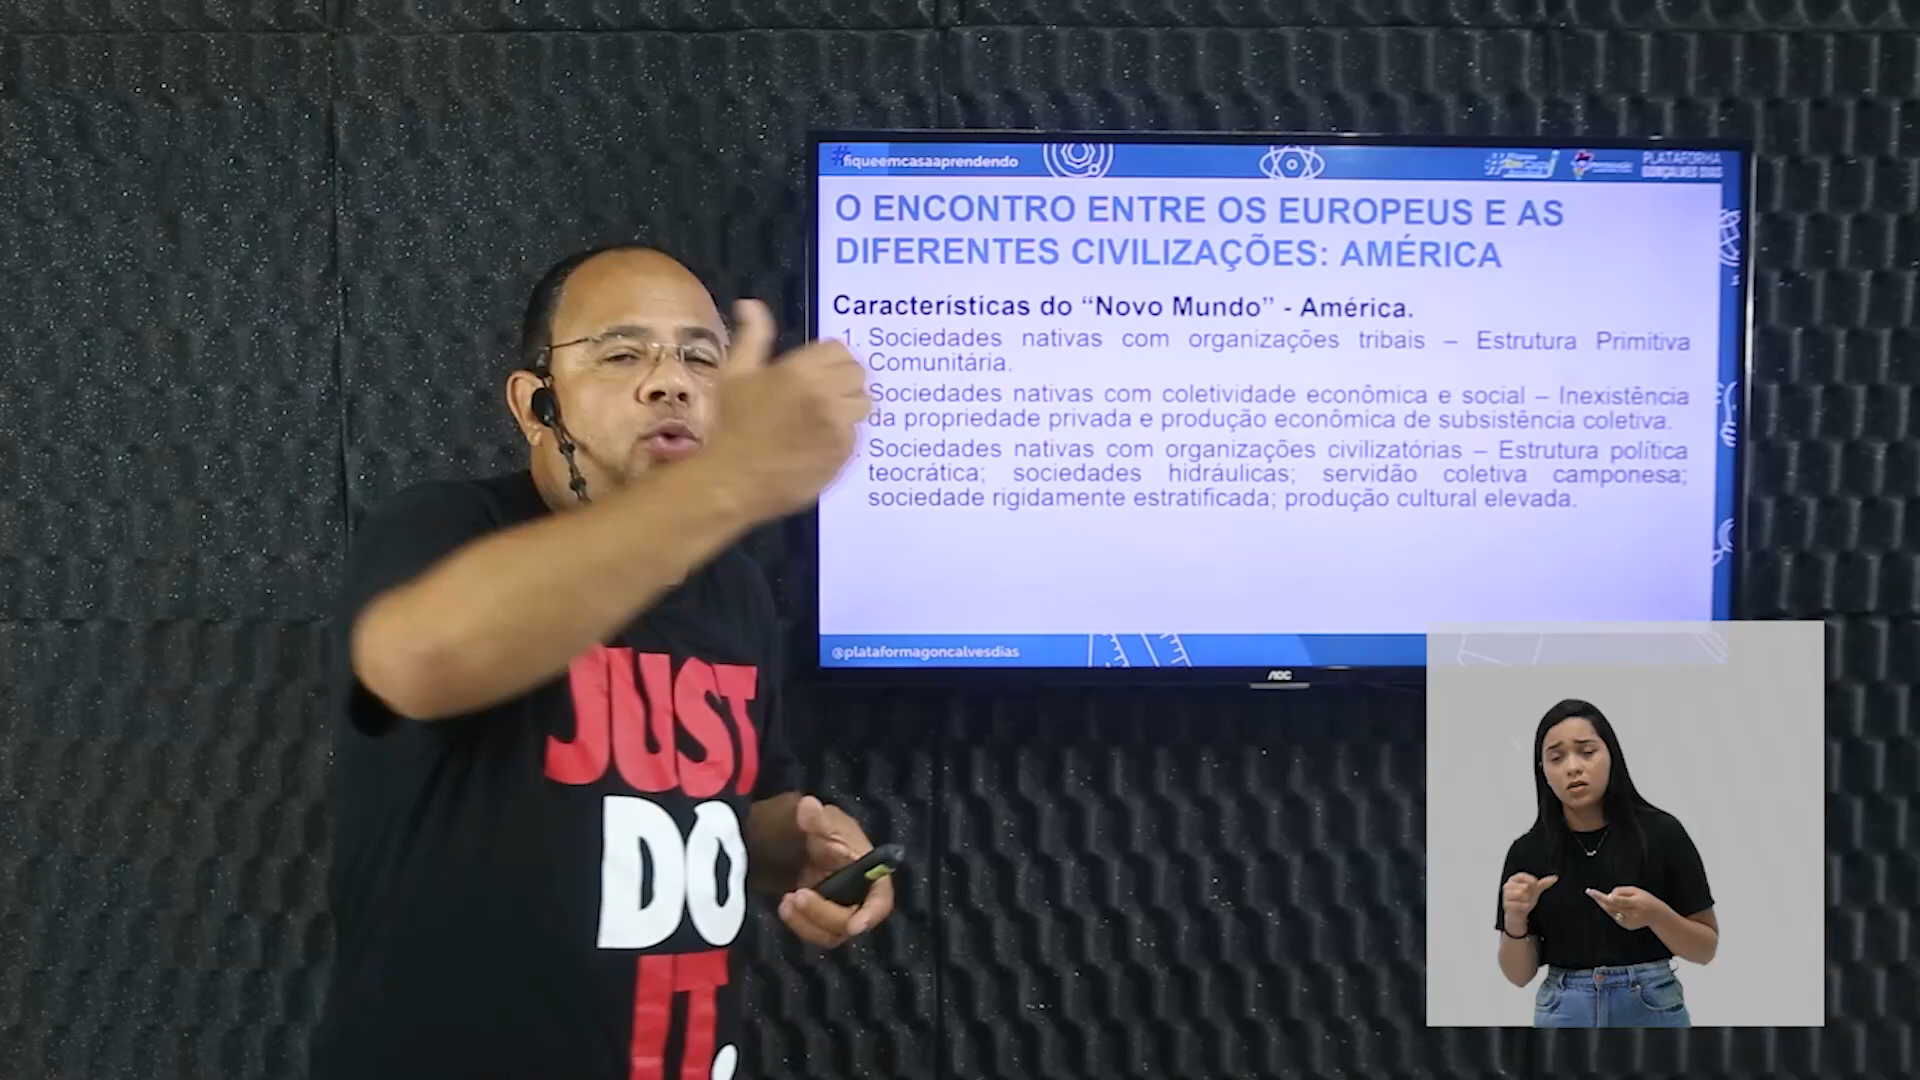 #fiqueemcasaaprendendo
PLATAFORMA
GONÇALVES DIAS
O ENCONTRO ENTRE OS EUROPEUS E AS
DIFERENTES CIVILIZAÇÕES: AMÉRICA
Características do “Novo Mundo” - América.
1. Sociedades nativas com organizações tribais – Estrutura Primitiva
Comunitária.
Sociedades nativas com coletividade econômica e social – Inexistência
da propriedade privada e produção econômica de subsistência coletiva.
Sociedades nativas com organizações civilizatórias – Estrutura política
teocrática; sociedades hidráulicas; servidão coletiva camponesa;
sociedade rigidamente estratificada; produção cultural elevada.
@plataformagoncalvesdias
AOC
JUST
DO
IT.